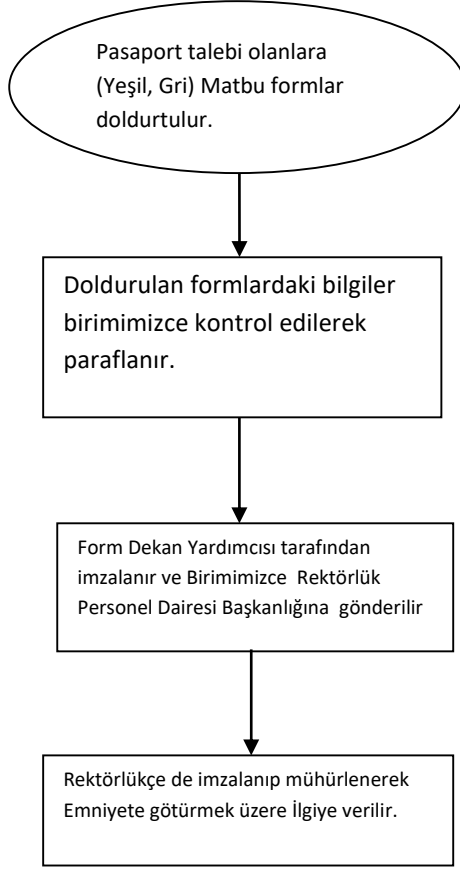 Pasaport talebi olanlara
(Yeşil, Gri) Matbu formlar
doldurtulur.
Doldurulan formlardaki bilgiler
birimimizce kontrol edilerek
paraflanır.
Form Dekan Yardımcısı tarafından
imzalanır ve Birimimizce Rektörlük
Personel Dairesi Başkanlığına gönderilir
Rektörlükçe de imzalanıp mühürlenerek
Emniyete götürmek üzere İlgiye verilir.